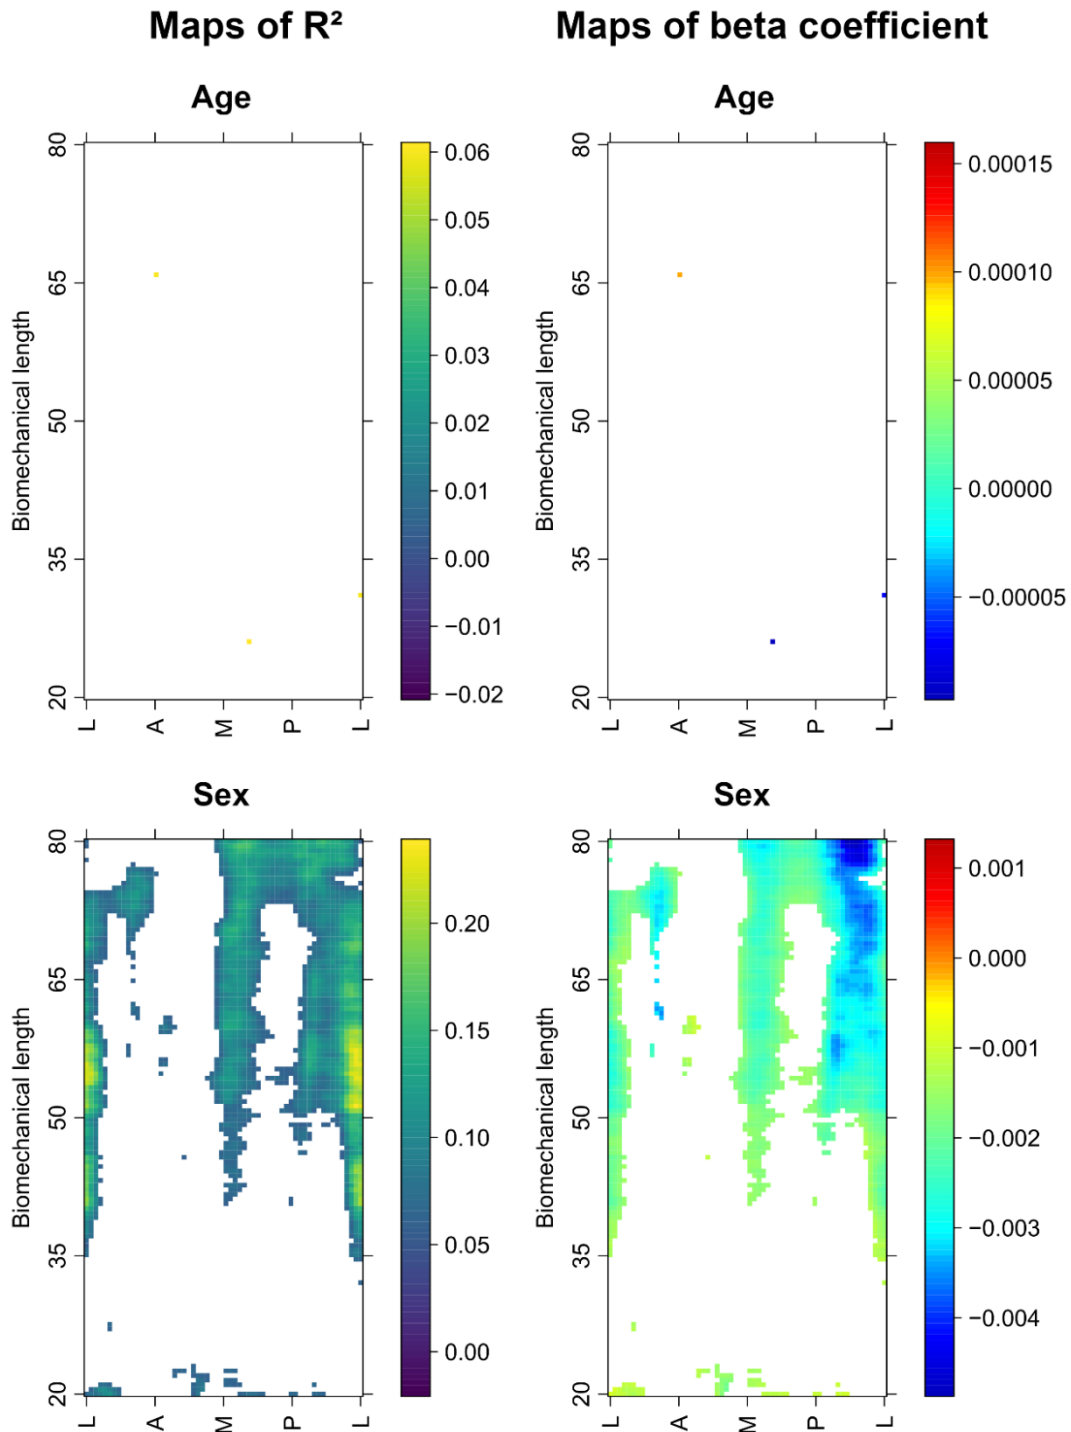 Maps of R²
Maps of beta coefficient
Age
Biomechanical length
80
65
50
35
20
L
A
M
P
L
0.06
0.05
0.04
0.03
0.02
0.01
0.00
−0.01
−0.02
Age
Biomechanical length
80
65
50
35
20
L
A
M
P
L
0.00015
0.00010
0.00005
0.00000
−0.00005
Sex
Biomechanical length
80
65
50
35
20
L
A
M
P
L
0.20
0.15
0.10
0.05
0.00
Sex
Biomechanical length
80
65
50
35
20
L
A
M
P
L
0.001
0.000
−0.001
−0.002
−0.003
−0.004